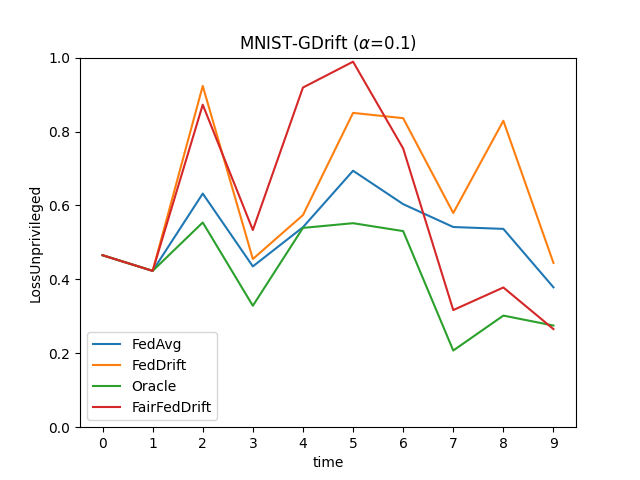 MNIST-GDrift (α=0.1)
LossUnprivileged
1.0
0.8
0.6
0.4
0.2
0.0
FedAvg
FedDrift
Oracle
FairFedDrift
0 1 2 3 4 5 6 7 8 9
time